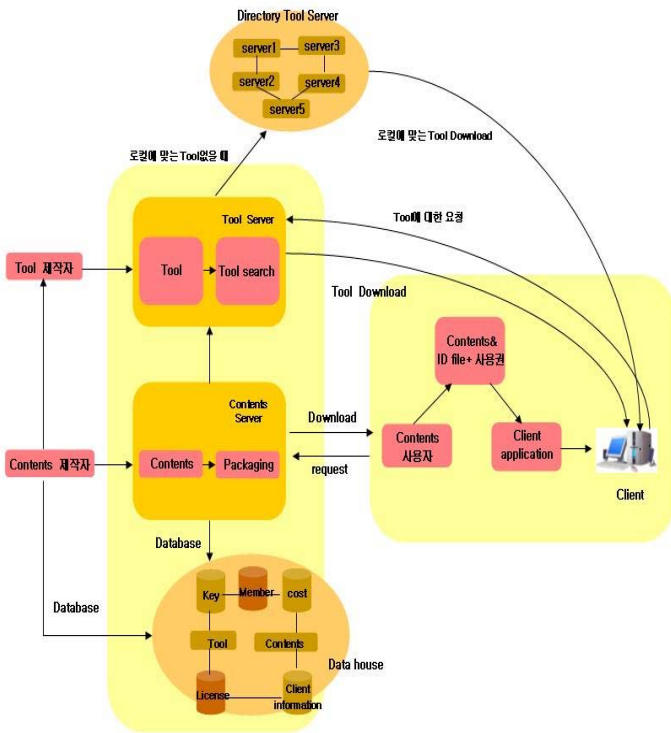 Directory Tool Server
server1
server3
server2
server4
server5
로컬에 맞는 Tool Download
로컬에 맞는 Tool없을 때
Tool Server
Tool에 대한 요청
Tool 제작자
Tool
Tool search
Tool Download
Contents&
ID file+ 사용권
Contents
Server
Download
Contents
사용자
Client
application
Contents 제작자
Contents
Packaging
request
Client
Database
Key
Member
cost
Database
Tool
Contents
Data house
License
Client
information